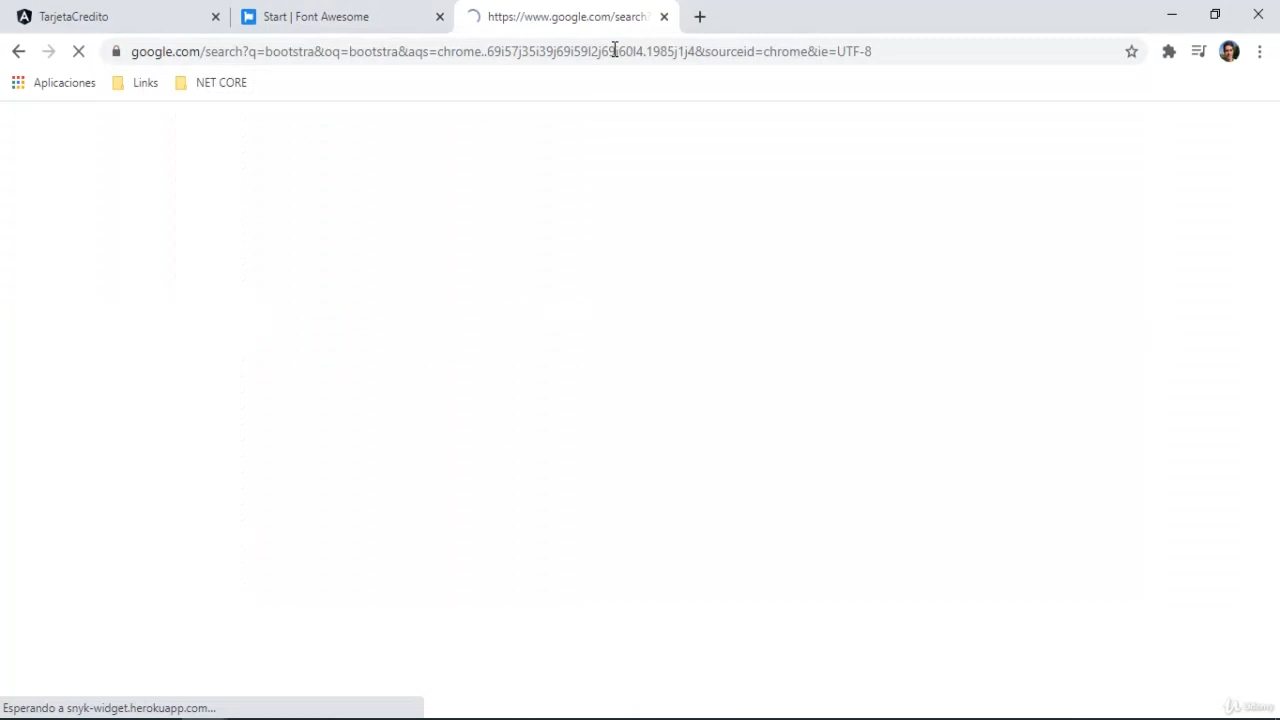 TarjetaCredito
Start | Font Awesome
https://www.google.com/search?
google.com/search?q=bootstra&oq=bootstra&aqs=chrome..69i57j35i39j69i59l2j69i60l4.1985j1j4&sourceid=chrome&ie=UTF-8
Aplicaciones
Links
NET CORE
Esperando a snyk-widget.herokuapp.com...
Udemy